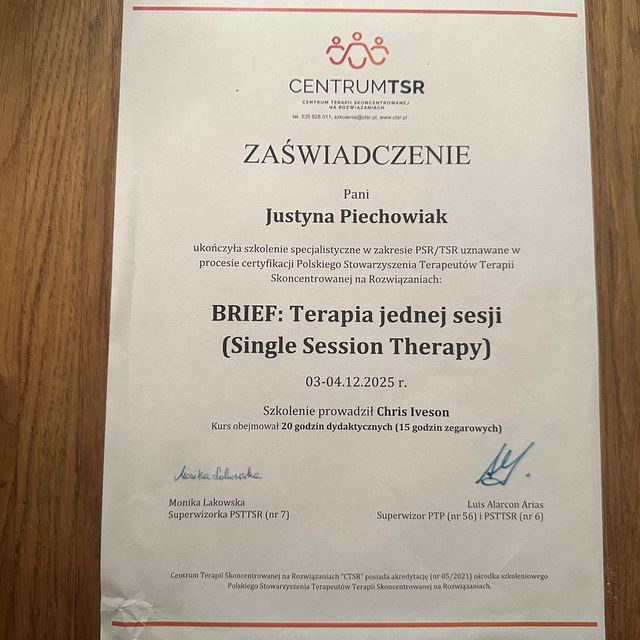 CENTRUMTSR
CENTRUM TERAPII SKONCENTROWANEJ
NA ROZWIĄZANIACH
tel. 535 928 011, szkolenia@ctsr.pl, www.ctsr.pl
ZAŚWIADCZENIE
Pani
Justyna Piechowiak
ukończyła szkolenie specjalistyczne w zakresie PSR/TSR uznawane w
procesie certyfikacji Polskiego Stowarzyszenia Terapeutów Terapii
Skoncentrowanej na Rozwiązaniach:
BRIEF: Terapia jednej sesji
(Single Session Therapy)
03-04.12.2025 r.
Szkolenie prowadził Chris Iveson
Kurs obejmował 20 godzin dydaktycznych (15 godzin zegarowych)
Monika Lakowska
Superwizorka PSTTSR (nr 7)
Luis Alarcon Arias
Superwizor PTP (nr 56) i PSTTSR (nr 6)
Centrum Terapii Skoncentrowanej na Rozwiązaniach "CTSR" posiada akredytację (nr 05/2021) ośrodka szkoleniowego
Polskiego Stowarzyszenia Terapeutów Terapii Skoncentrowanej na Rozwiązaniach.